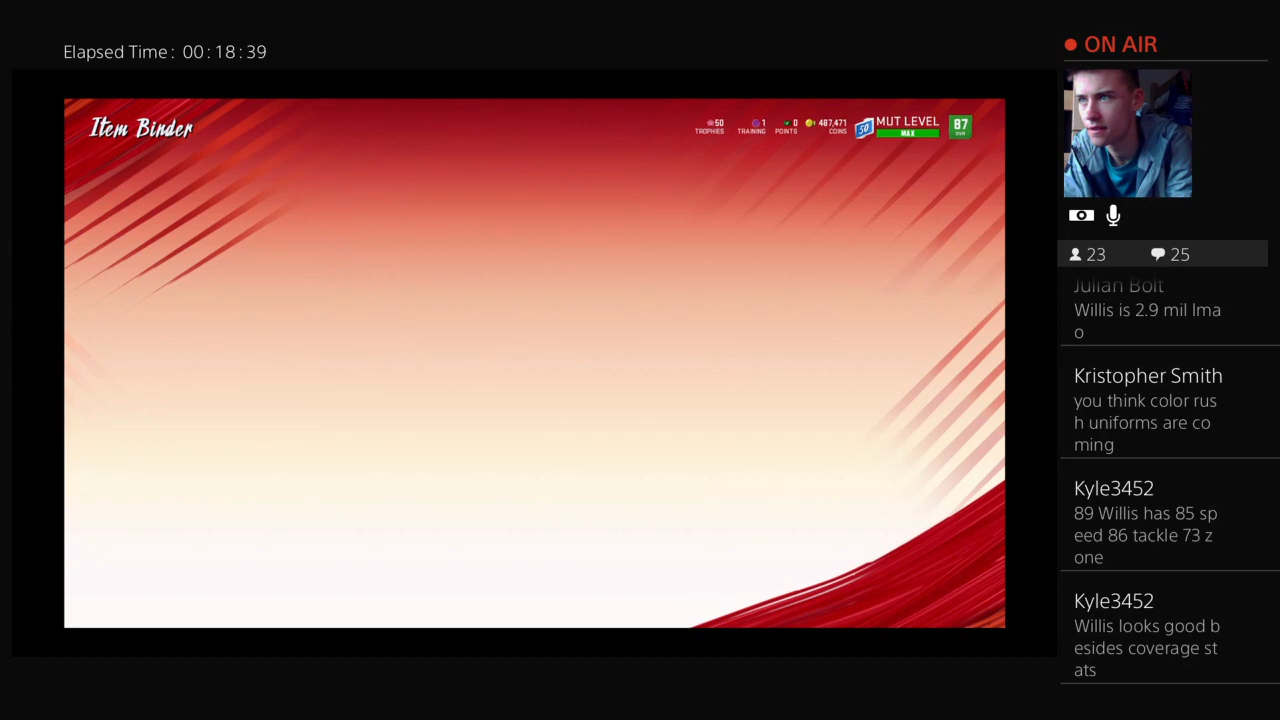 Elapsed Time: 00:18:39
ON AIR
Item Binder
50
TROPHIES
1
TRAINING
0
POINTS
487,471
COINS
50
MUT LEVEL
MAX
87
OVR
23
25
Julian Bolt
Willis is 2.9 mil lma
o
Kristopher Smith
you think color rus
h uniforms are co
ming
Kyle3452
89 Willis has 85 sp
eed 86 tackle 73 z
one
Kyle3452
Willis looks good b
esides coverage st
ats